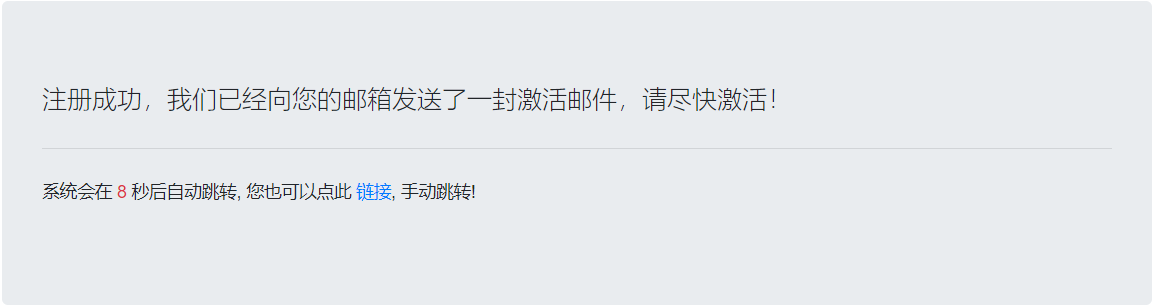 注册成功，我们已经向您的邮箱发送了一封激活邮件，请尽快激活！
系统会在 8 秒后自动跳转, 您也可以点此 链接, 手动跳转!